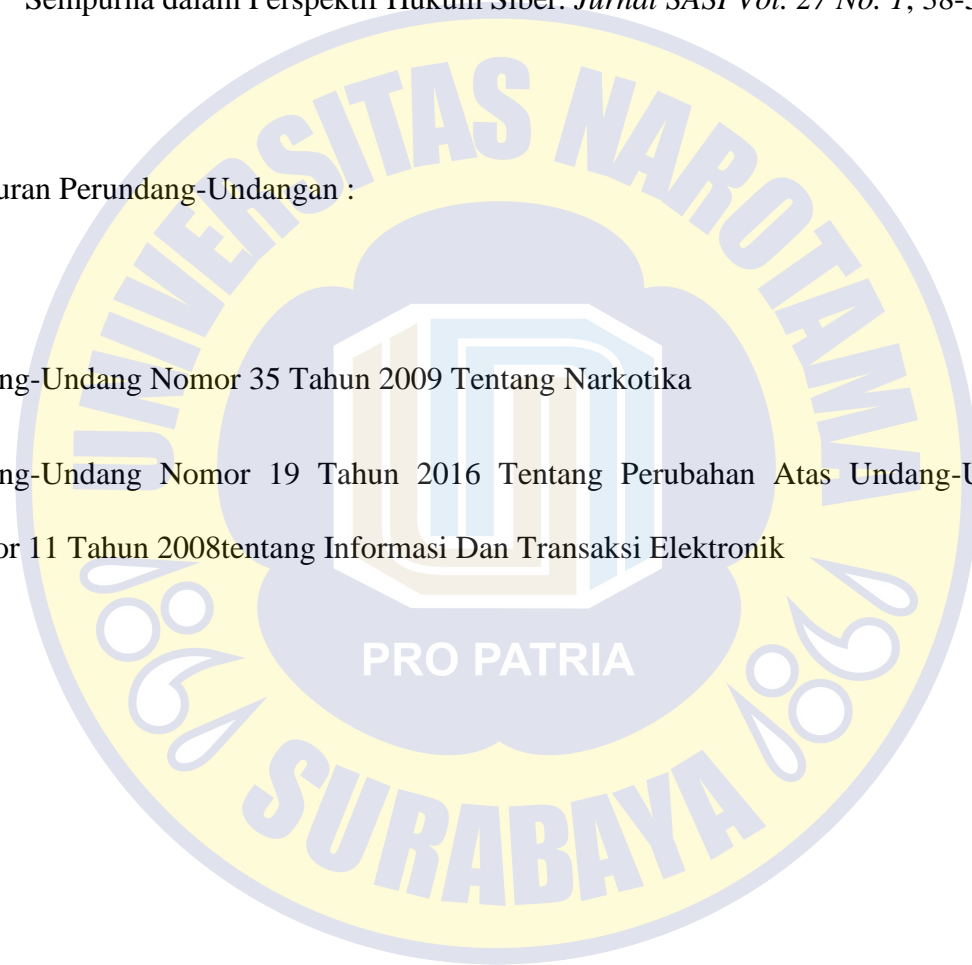 Sempurna dalam Perspektif Hukum Siber. Jurnal SASI Vol. 27 No. 1, 38-
uran Perundang-Undangan :
ng-Undang Nomor 35 Tahun 2009 Tentang Narkotika
ng-Undang Nomor 19 Tahun 2016 Tentang Perubahan Atas Undang-U
or 11 Tahun 2008tentang Informasi Dan Transaksi Elektronik
UNIVERSITAS NAROTAMA
PRO PATRIA
SURABAYA